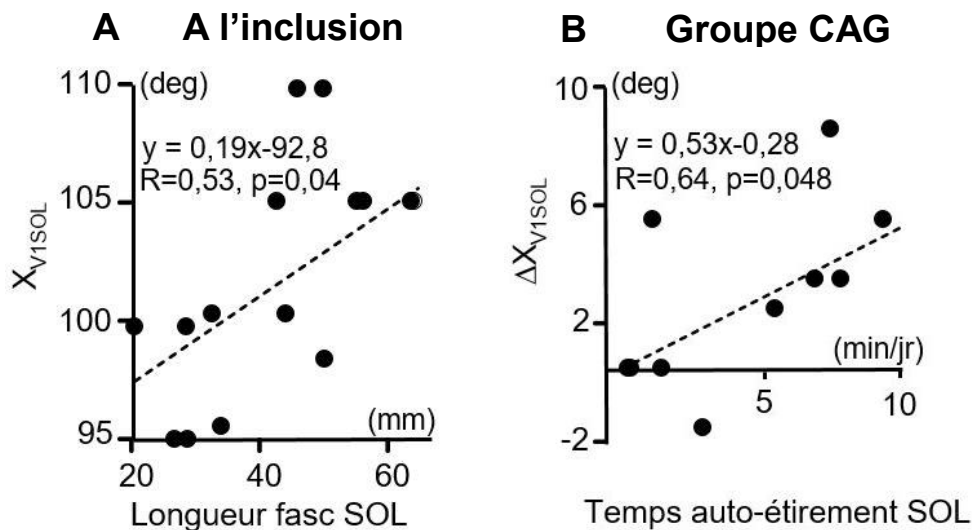 A A l'inclusion
110 (deg)
y = 0,19x-92,8
R=0,53, p=0,04
105
X_V1SOL
100
(mm)
95
20 40 60
Longueur fasc SOL
B Groupe CAG
10 (deg)
y = 0,53x-0,28
R=0,64, p=0,048
6
ΔX_V1SOL
2
(min/jr)
5 10
-2
Temps auto-étirement SOL